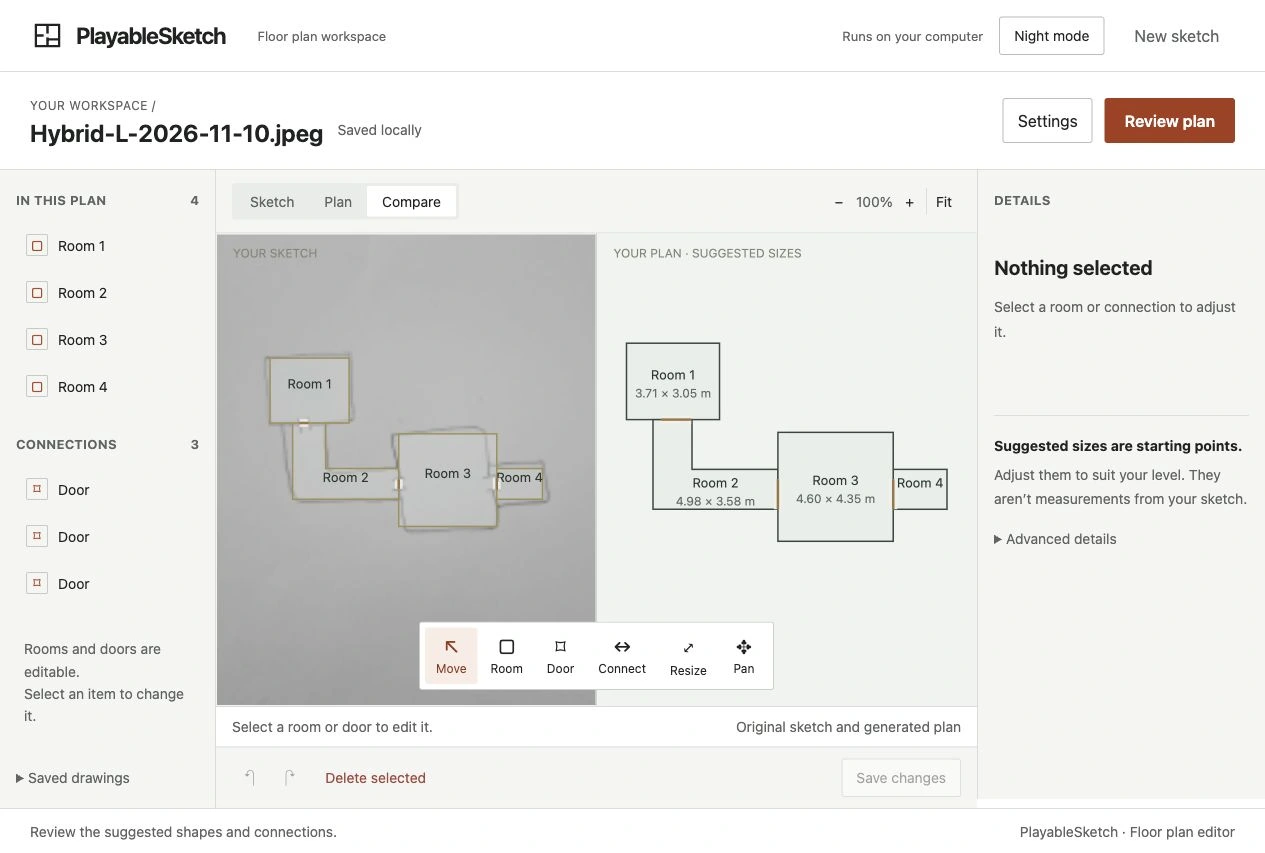 PlayableSketch
Floor plan workspace
Runs on your computer
Night mode
New sketch
YOUR WORKSPACE /
Hybrid-L-2026-11-10.jpeg
Saved locally
Settings
Review plan
IN THIS PLAN 4
Room 1
Room 2
Room 3
Room 4
CONNECTIONS 3
Door
Door
Door
Rooms and doors are
editable.
Select an item to change
it.
Saved drawings
Sketch
Plan
Compare
− 100% +
Fit
YOUR SKETCH
Room 1
Room 2
Room 3
Room 4
YOUR PLAN · SUGGESTED SIZES
Room 1
3.71 × 3.05 m
Room 2
4.98 × 3.58 m
Room 3
4.60 × 4.35 m
Room 4
Move
Room
Door
Connect
Resize
Pan
Select a room or door to edit it.
Original sketch and generated plan
Delete selected
Save changes
DETAILS
Nothing selected
Select a room or connection to adjust
it.
Suggested sizes are starting points.
Adjust them to suit your level. They
aren’t measurements from your sketch.
Advanced details
Review the suggested shapes and connections.
PlayableSketch · Floor plan editor